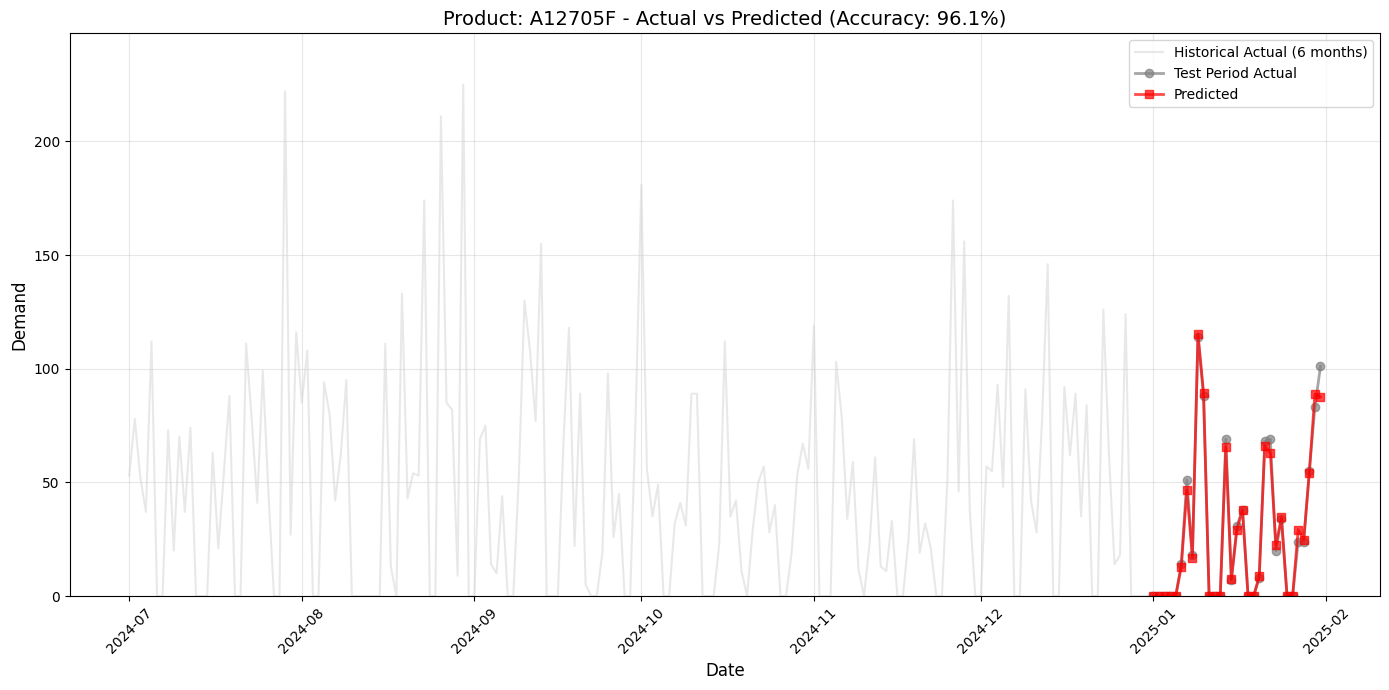 Product: A12705F - Actual vs Predicted (Accuracy: 96.1%)
Historical Actual (6 months)
Test Period Actual
Predicted
Demand
200
150
100
50
0
2024-07
2024-08
2024-09
2024-10
2024-11
2024-12
2025-01
2025-02
Date